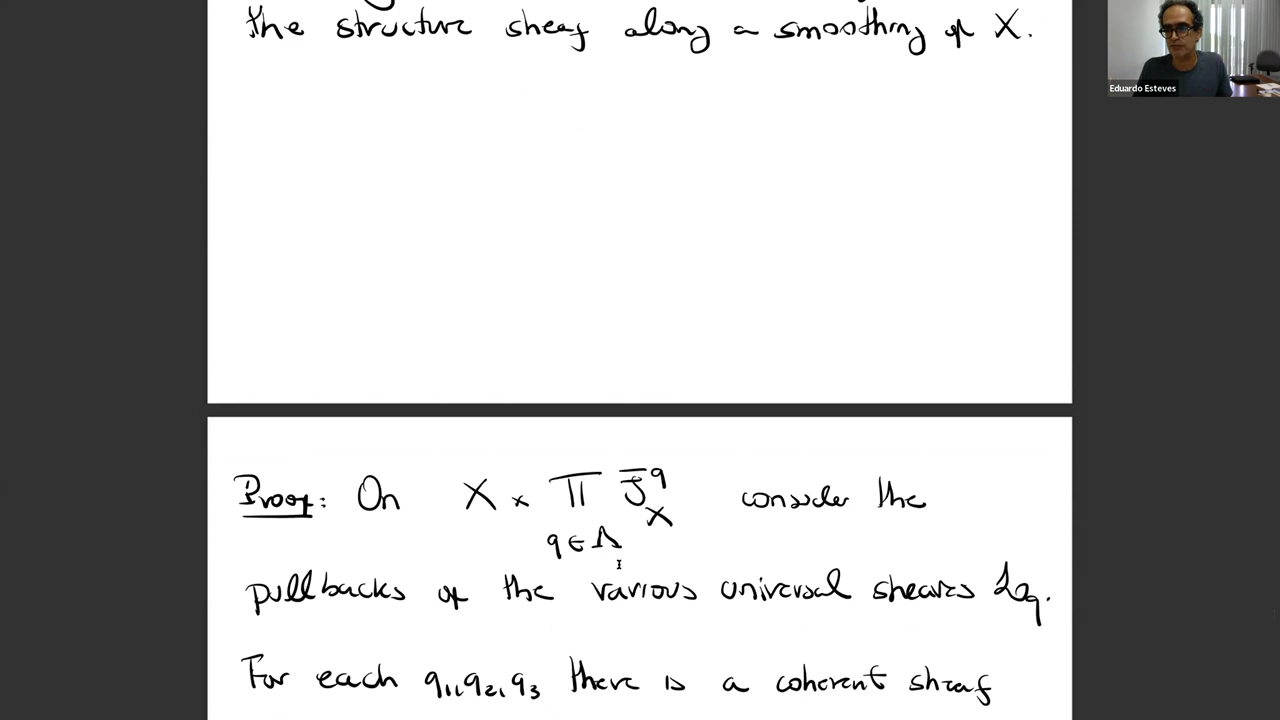 the structure sheaf along a smoothing of X.
Eduardo Esteves
Proof: On X × ∏ J̄^q_X consider the
q ∈ Λ
pullbacks of the various universal sheaves ℒ_q.
For each q₁, q₂, q₃ there is a coherent sheaf